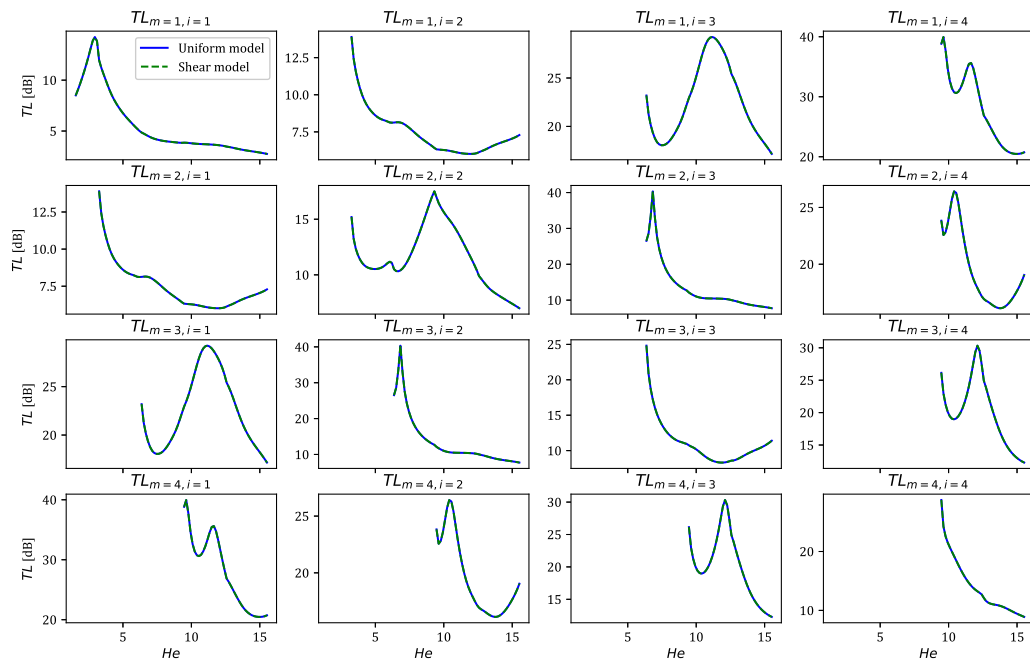 TL_{m=1, i=1}
TL_{m=1, i=2}
TL_{m=1, i=3}
TL_{m=1, i=4}
Uniform model
Shear model
TL [dB]
10
5
12.5
10.0
7.5
25
20
40
30
20
TL_{m=2, i=1}
TL_{m=2, i=2}
TL_{m=2, i=3}
TL_{m=2, i=4}
TL [dB]
12.5
10.0
7.5
15
10
40
30
20
10
25
20
TL_{m=3, i=1}
TL_{m=3, i=2}
TL_{m=3, i=3}
TL_{m=3, i=4}
TL [dB]
25
20
40
30
20
10
25
20
15
10
30
25
20
15
TL_{m=4, i=1}
TL_{m=4, i=2}
TL_{m=4, i=3}
TL_{m=4, i=4}
TL [dB]
40
30
20
25
20
30
25
20
15
20
10
5 10 15
5 10 15
5 10 15
5 10 15
He
He
He
He